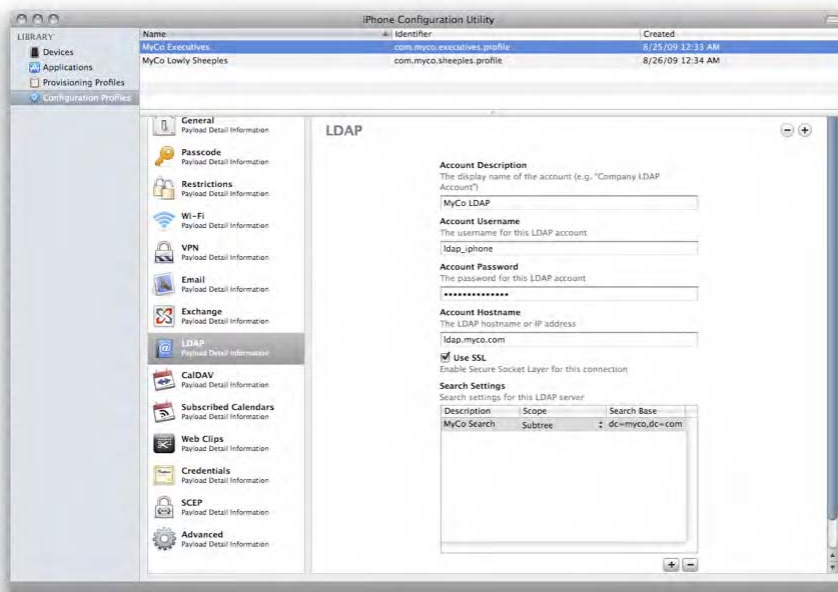 iPhone Configuration Utility
LIBRARY
Devices
Applications
Provisioning Profiles
Configuration Profiles
Name Identifier Created
MyCo Executives com.myco.executives.profile 8/25/09 12:33 AM
MyCo Lowly Sheeples com.myco.sheeples.profile 8/26/09 12:34 AM
General
Payload Detail Information
Passcode
Payload Detail Information
Restrictions
Payload Detail Information
Wi-Fi
Payload Detail Information
VPN
Payload Detail Information
Email
Payload Detail Information
Exchange
Payload Detail Information
LDAP
Payload Detail Information
CalDAV
Payload Detail Information
Subscribed Calendars
Payload Detail Information
Web Clips
Payload Detail Information
Credentials
Payload Detail Information
SCEP
Payload Detail Information
Advanced
Payload Detail Information
LDAP
Account Description
The display name of the account (e.g. "Company LDAP
Account")
MyCo LDAP
Account Username
The username for this LDAP account
ldap_iphone
Account Password
The password for this LDAP account
••••••••••••••
Account Hostname
The LDAP hostname or IP address
ldap.myco.com
Use SSL
Enable Secure Socket Layer for this connection
Search Settings
Search settings for this LDAP server
Description Scope Search Base
MyCo Search Subtree dc=myco,dc=com